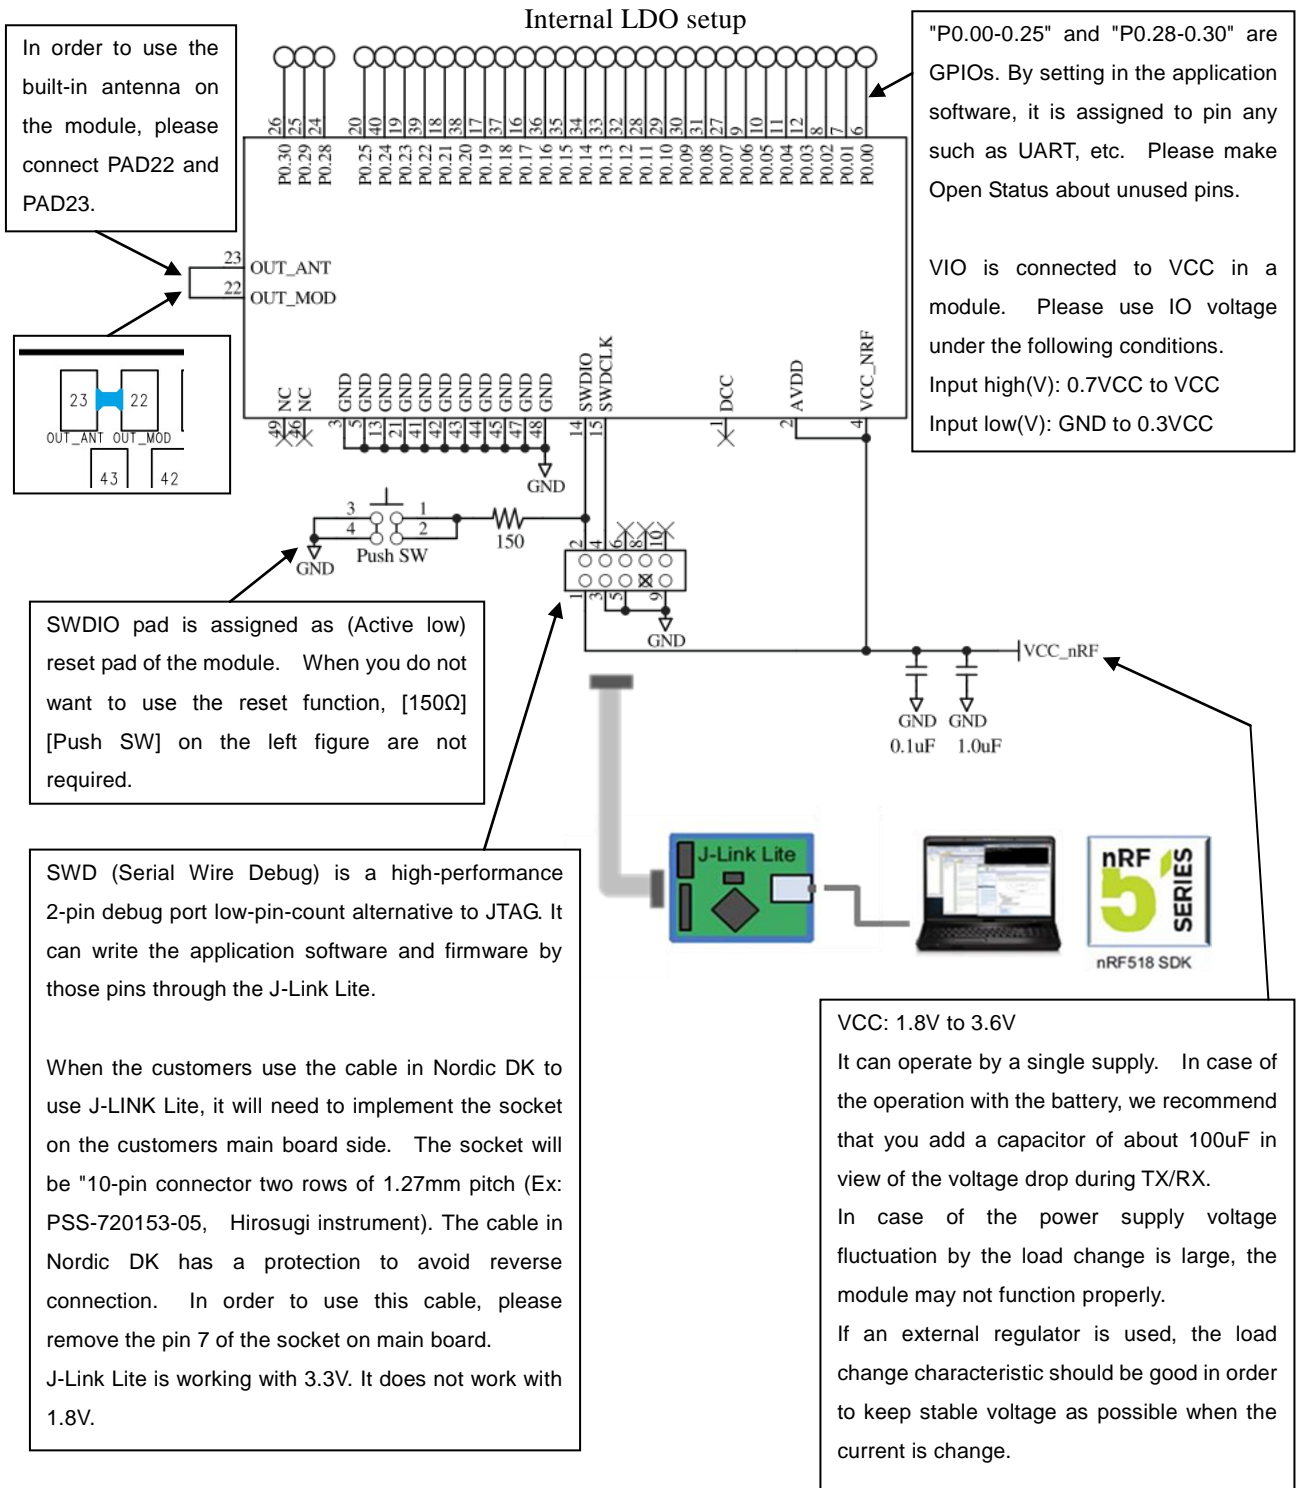 Internal LDO setup
In order to use the
built-in antenna on
the module, please
connect PAD22 and
PAD23.
"P0.00-0.25" and "P0.28-0.30" are
GPIOs. By setting in the application
software, it is assigned to pin any
such as UART, etc. Please make
Open Status about unused pins.
VIO is connected to VCC in a
module. Please use IO voltage
under the following conditions.
Input high(V): 0.7VCC to VCC
Input low(V): GND to 0.3VCC
26 25 24 20 40 19 39 18 38 17 37 16 36 35 34 33 32 28 29 30 31 27 9 10 11 12 8 7 6
P0.30 P0.29 P0.28 P0.25 P0.24 P0.23 P0.22 P0.21 P0.20 P0.19 P0.18 P0.17 P0.16 P0.15 P0.14 P0.13 P0.12 P0.11 P0.10 P0.09 P0.08 P0.07 P0.06 P0.05 P0.04 P0.03 P0.02 P0.01 P0.00
23 OUT_ANT
22 OUT_MOD
NC NC GND GND GND GND GND GND GND GND GND GND GND SWDIO SWDCLK DCC AVDD VCC_NRF
49 46 3 5 13 21 41 42 43 44 45 47 48 14 15 1 2 4
23 22
OUT_ANT OUT_MOD
43 42
GND
3 1
4 2
Push SW
150
GND
2 4 6 8 10
1 3 5 9
GND
VCC_nRF
GND GND
0.1uF 1.0uF
SWDIO pad is assigned as (Active low)
reset pad of the module. When you do not
want to use the reset function, [150Ω]
[Push SW] on the left figure are not
required.
J-Link Lite
nRF
5
SERIES
nRF518 SDK
SWD (Serial Wire Debug) is a high-performance
2-pin debug port low-pin-count alternative to JTAG. It
can write the application software and firmware by
those pins through the J-Link Lite.
When the customers use the cable in Nordic DK to
use J-LINK Lite, it will need to implement the socket
on the customers main board side. The socket will
be "10-pin connector two rows of 1.27mm pitch (Ex:
PSS-720153-05, Hirosugi instrument). The cable in
Nordic DK has a protection to avoid reverse
connection. In order to use this cable, please
remove the pin 7 of the socket on main board.
J-Link Lite is working with 3.3V. It does not work with
1.8V.
VCC: 1.8V to 3.6V
It can operate by a single supply. In case of
the operation with the battery, we recommend
that you add a capacitor of about 100uF in
view of the voltage drop during TX/RX.
In case of the power supply voltage
fluctuation by the load change is large, the
module may not function properly.
If an external regulator is used, the load
change characteristic should be good in order
to keep stable voltage as possible when the
current is change.